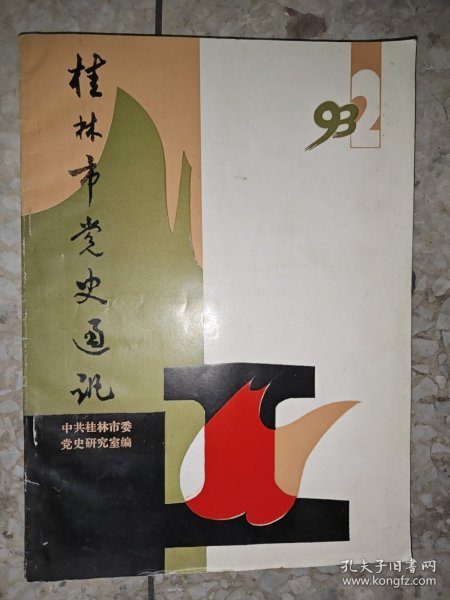 桂林市党史通讯
93 2
中共桂林市委
党史研究室编
孔夫子旧书网
www.kongfz.com